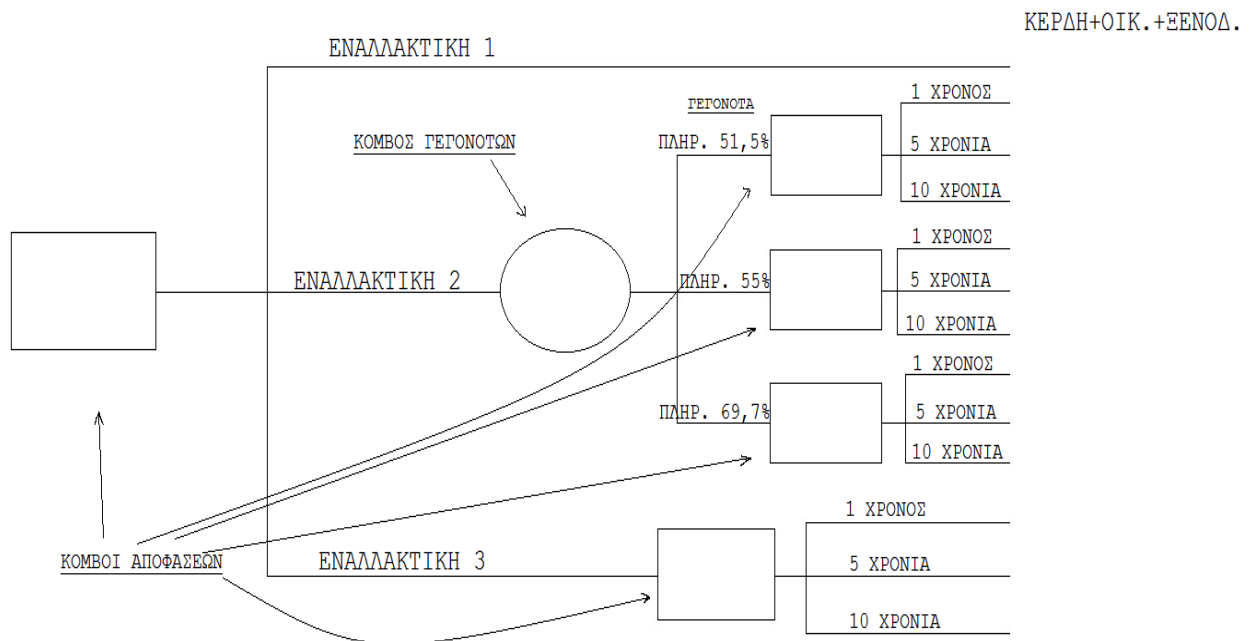 ΚΕΡΔΗ+ΟΙΚ.+ΞΕΝΟΔ.
ΕΝΑΛΛΑΚΤΙΚΗ 1
1 ΧΡΟΝΟΣ
ΓΕΓΟΝΟΤΑ
ΚΟΜΒΟΣ ΓΕΓΟΝΟΤΩΝ
ΠΛΗΡ. 51,5%
5 ΧΡΟΝΙΑ
10 ΧΡΟΝΙΑ
1 ΧΡΟΝΟΣ
ΕΝΑΛΛΑΚΤΙΚΗ 2
ΠΛΗΡ. 55%
5 ΧΡΟΝΙΑ
10 ΧΡΟΝΙΑ
1 ΧΡΟΝΟΣ
ΠΛΗΡ. 69,7%
5 ΧΡΟΝΙΑ
10 ΧΡΟΝΙΑ
1 ΧΡΟΝΟΣ
ΚΟΜΒΟΙ ΑΠΟΦΑΣΕΩΝ
ΕΝΑΛΛΑΚΤΙΚΗ 3
5 ΧΡΟΝΙΑ
10 ΧΡΟΝΙΑ